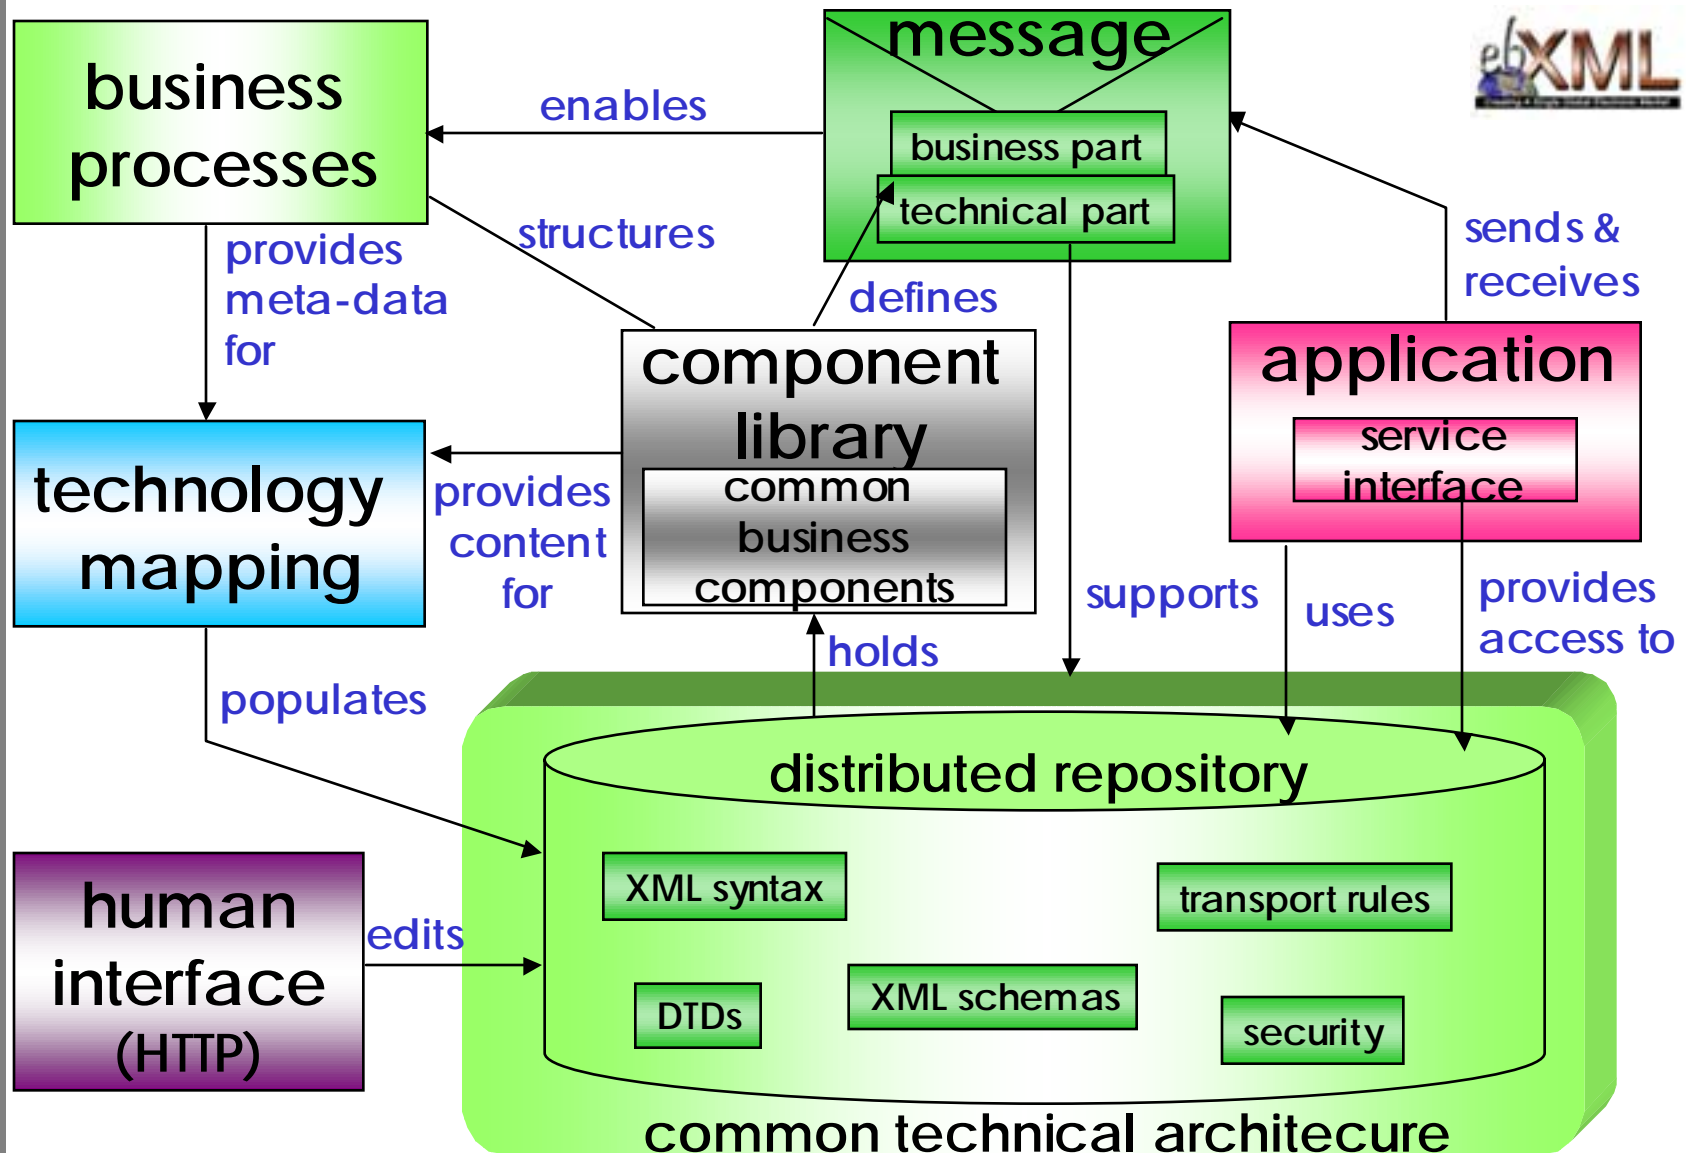 message
ebXML
business
processes
enables
business part
technical part
structures
sends &
receives
provides
meta-data
for
defines
component
library
common
business
components
application
service
interface
technology
mapping
provides
content
for
supports
uses
provides
access to
holds
populates
distributed repository
XML syntax
transport rules
human
interface
(HTTP)
edits
DTDs
XML schemas
security
common technical architecure